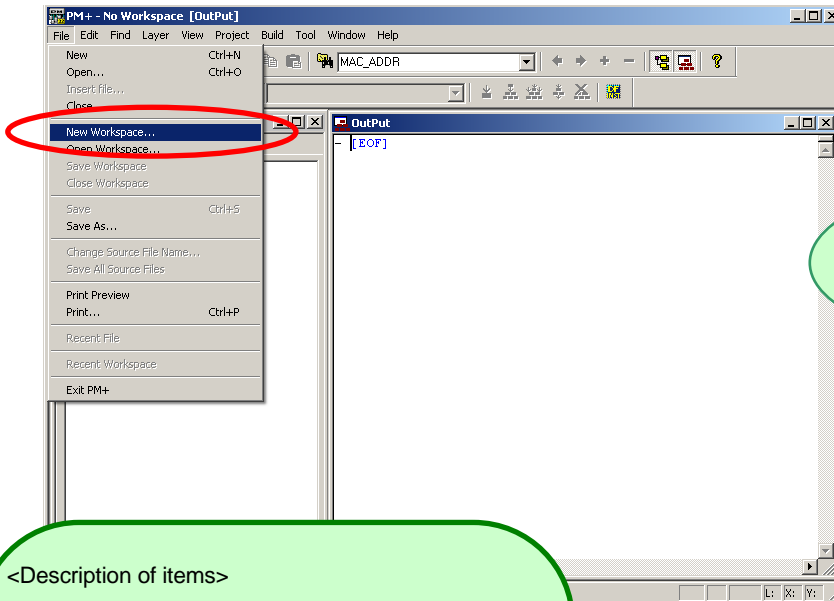 PM+ - No Workspace [OutPut]
File Edit Find Layer View Project Build Tool Window Help
New Ctrl+N
Open... Ctrl+O
Insert file...
Close
New Workspace...
Open Workspace...
Save Workspace
Close Workspace
Save Ctrl+S
Save As...
Change Source File Name...
Save All Source Files
Print Preview
Print... Ctrl+P
Recent File
Recent Workspace
Exit PM+
MAC_ADDR
OutPut
[EOF]
<Description of items>
L: X: Y: